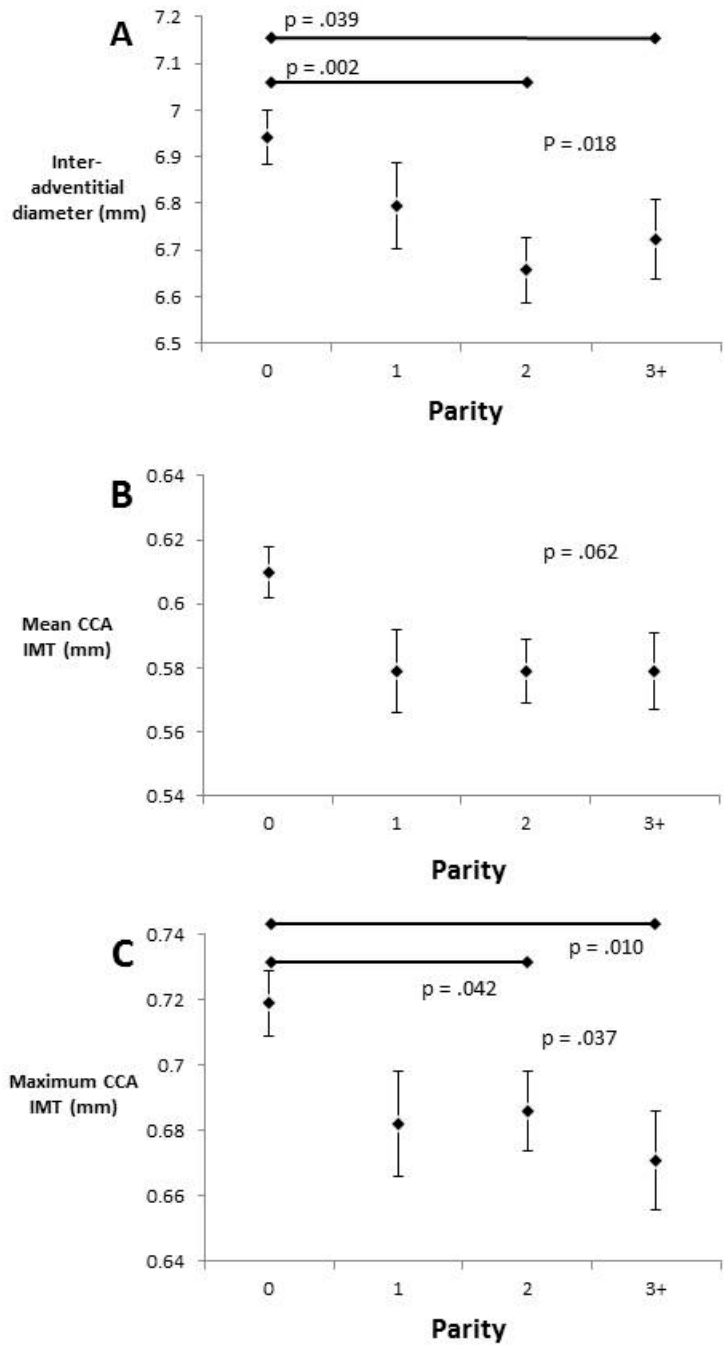 A
7.2
p = .039
7.1
p = .002
7
Inter-
adventitial
diameter (mm)
6.9
P = .018
6.8
6.7
6.6
6.5
0 1 2 3+
Parity
B
0.64
0.62
p = .062
Mean CCA
IMT (mm)
0.6
0.58
0.56
0.54
0 1 2 3+
Parity
C
0.74
p = .010
p = .042
0.72
p = .037
0.7
Maximum CCA
IMT (mm)
0.68
0.66
0.64
0 1 2 3+
Parity